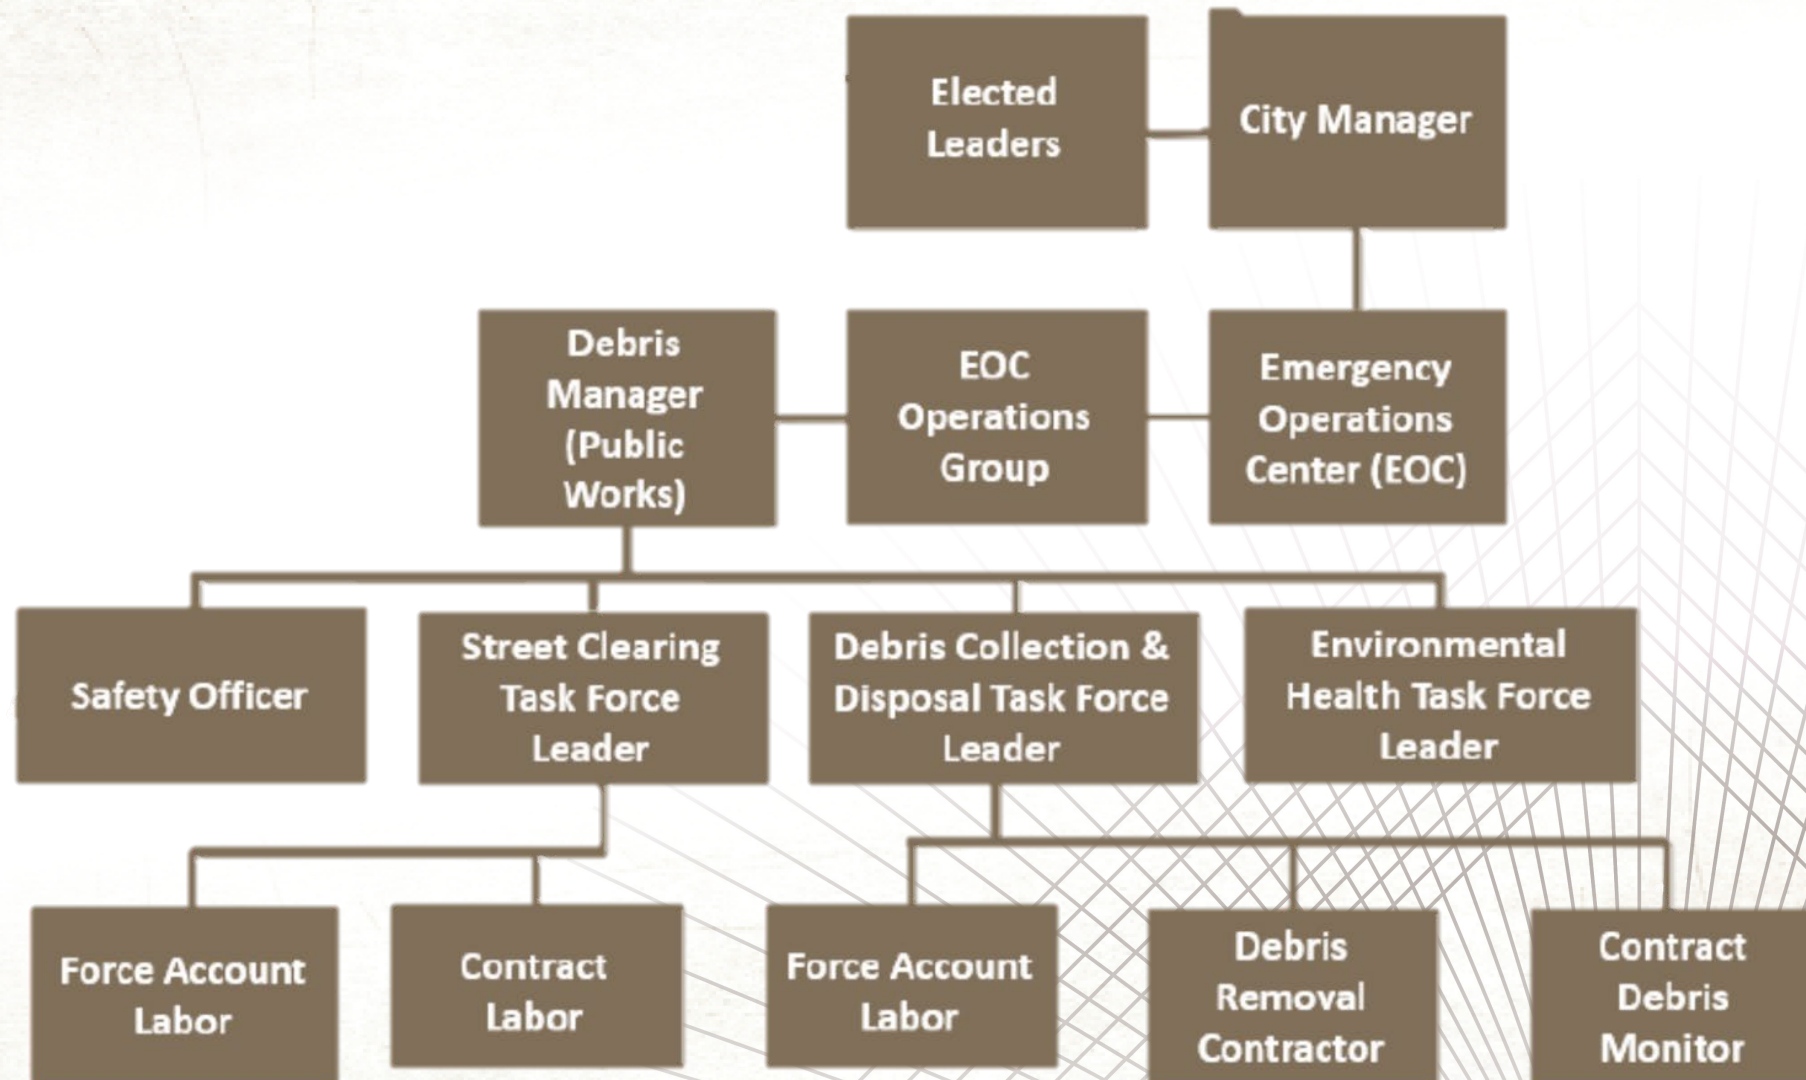 Elected
Leaders
City Manager
Debris
Manager
(Public
Works)
EOC
Operations
Group
Emergency
Operations
Center (EOC)
Safety Officer
Street Clearing
Task Force
Leader
Debris Collection &
Disposal Task Force
Leader
Environmental
Health Task Force
Leader
Force Account
Labor
Contract
Labor
Force Account
Labor
Debris
Removal
Contractor
Contract
Debris
Monitor